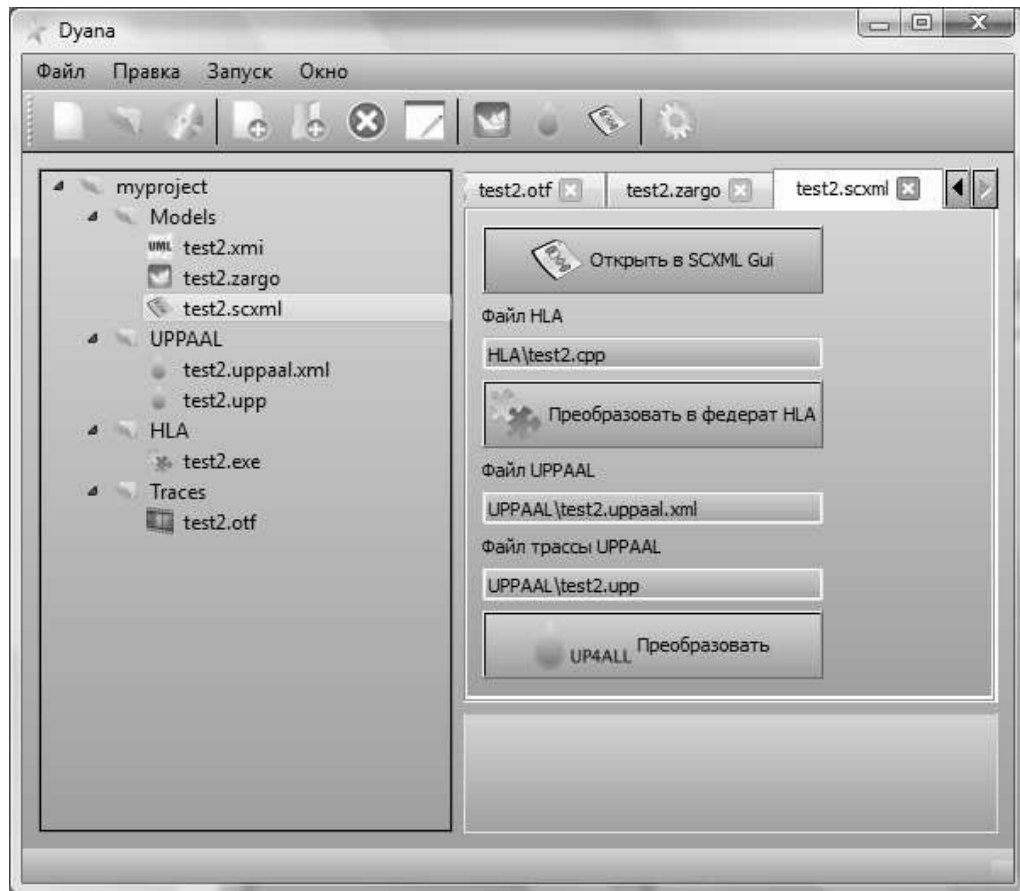 Dyana
Файл Правка Запуск Окно
myproject
Models
UML test2.xmi
test2.zargo
test2.scxml
UPPAAL
test2.uppaal.xml
test2.upp
HLA
test2.exe
Traces
test2.otf
test2.otf test2.zargo test2.scxml
Открыть в SCXML Gui
Файл HLA
HLA\test2.cpp
Преобразовать в федерат HLA
Файл UPPAAL
UPPAAL\test2.uppaal.xml
Файл трассы UPPAAL
UPPAAL\test2.upp
UP4ALL Преобразовать